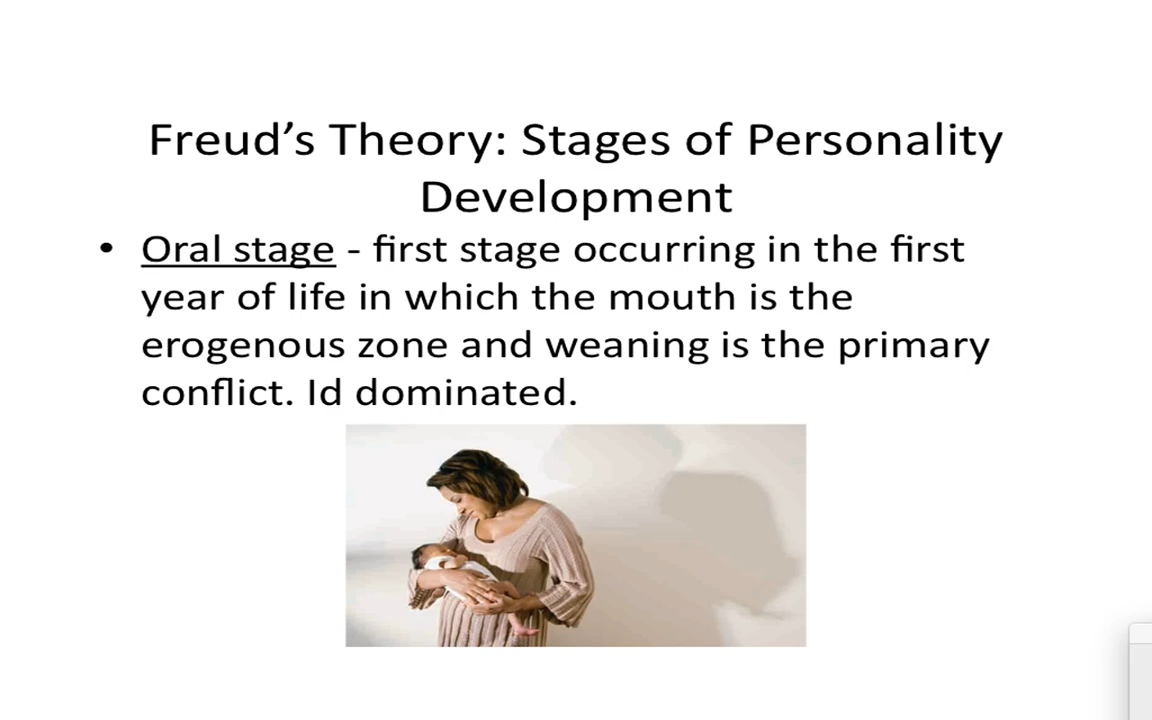 Freud’s Theory: Stages of Personality
Development
• Oral stage - first stage occurring in the first
year of life in which the mouth is the
erogenous zone and weaning is the primary
conflict. Id dominated.